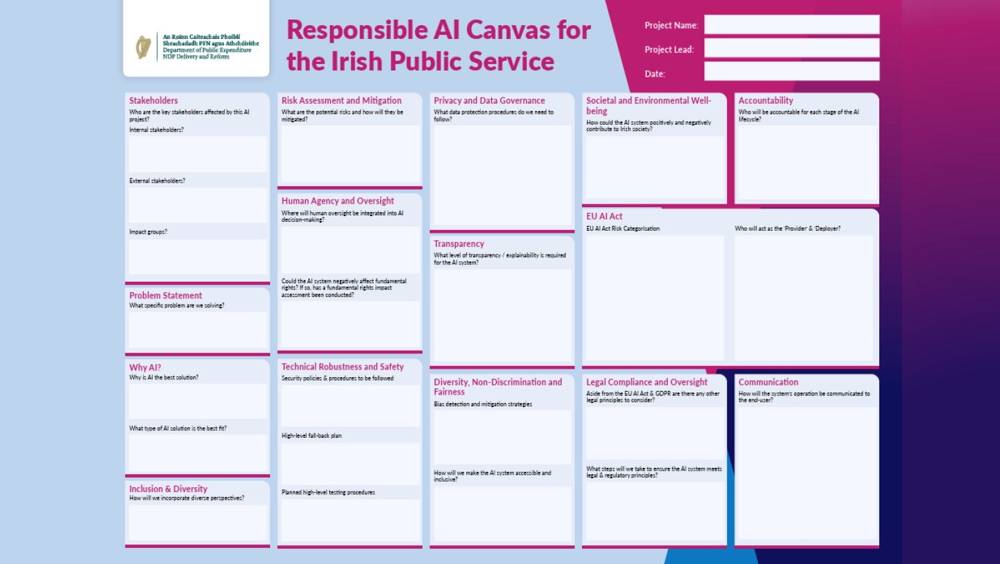 An Roinn Caiteachais Phoiblí
Sheachadadh PFN agus Athchóirithe
Department of Public Expenditure
NDP Delivery and Reform
Responsible AI Canvas for
the Irish Public Service
Project Name:
Project Lead:
Date:
Stakeholders
Who are the key stakeholders affected by this AI
project?
Internal stakeholders?
External stakeholders?
Impact groups?
Problem Statement
What specific problem are we solving?
Why AI?
Why is AI the best solution?
What type of AI solution is the best fit?
Inclusion & Diversity
How will we incorporate diverse perspectives?
Risk Assessment and Mitigation
What are the potential risks and how will they be
mitigated?
Human Agency and Oversight
Where will human oversight be integrated into AI
decision-making?
Could the AI system negatively affect fundamental
rights? If so, has a fundamental rights impact
assessment been conducted?
Technical Robustness and Safety
Security policies & procedures to be followed
High-level fall-back plan
Planned high-level testing procedures
Privacy and Data Governance
What data protection procedures do we need to
follow?
Transparency
What level of transparency / explainability is required
for the AI system?
Diversity, Non-Discrimination and
Fairness
Bias detection and mitigation strategies
How will we make the AI system accessible and
inclusive?
Societal and Environmental Well-
being
How could the AI system positively and negatively
contribute to Irish society?
Accountability
Who will be accountable for each stage of the AI
lifecycle?
EU AI Act
EU AI Act Risk Categorisation
Who will act as the 'Provider' & 'Deployer?
Legal Compliance and Oversight
Aside from the EU AI Act & GDPR are there any other
legal principles to consider?
What steps will we take to ensure the AI system meets
legal & regulatory principles?
Communication
How will the system's operation be communicated to
the end-user?